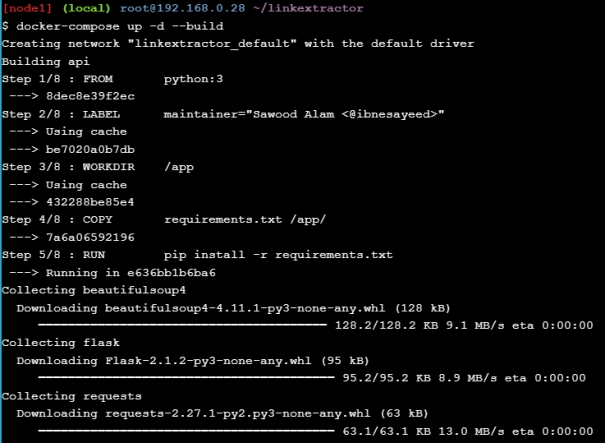 [node1] (local) root@192.168.0.28 ~/linkextractor
$ docker-compose up -d --build
Creating network "linkextractor_default" with the default driver
Building api
Step 1/8 : FROM python:3
---> 8dec8e39f2ec
Step 2/8 : LABEL maintainer="Sawood Alam <@ibnesayeed>"
---> Using cache
---> be7020a0b7db
Step 3/8 : WORKDIR /app
---> Using cache
---> 432288be85e4
Step 4/8 : COPY requirements.txt /app/
---> 7a6a06592196
Step 5/8 : RUN pip install -r requirements.txt
---> Running in e636bb1b6ba6
Collecting beautifulsoup4
Downloading beautifulsoup4-4.11.1-py3-none-any.whl (128 kB)
128.2/128.2 KB 9.1 MB/s eta 0:00:00
Collecting flask
Downloading Flask-2.1.2-py3-none-any.whl (95 kB)
95.2/95.2 KB 8.9 MB/s eta 0:00:00
Collecting requests
Downloading requests-2.27.1-py2.py3-none-any.whl (63 kB)
63.1/63.1 KB 13.0 MB/s eta 0:00:00